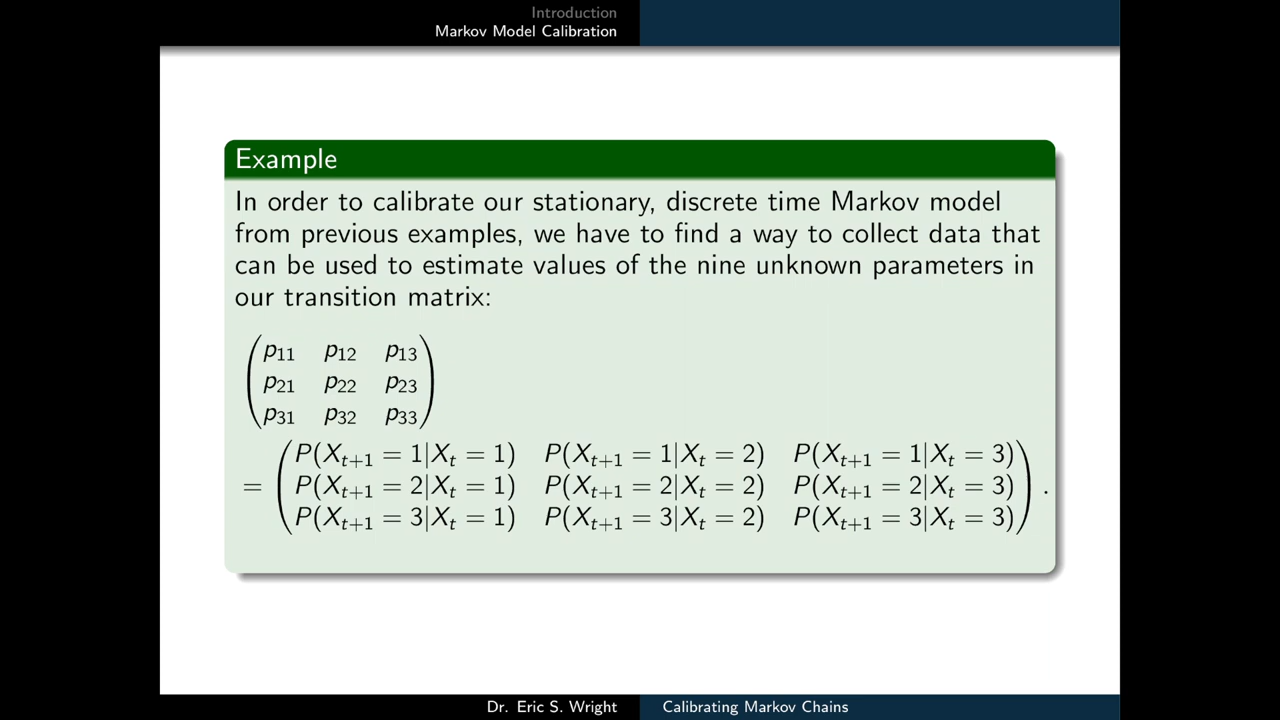 Introduction
Markov Model Calibration
Example
In order to calibrate our stationary, discrete time Markov model
from previous examples, we have to find a way to collect data that
can be used to estimate values of the nine unknown parameters in
our transition matrix:
p₁₁ p₁₂ p₁₃
p₂₁ p₂₂ p₂₃
p₃₁ p₃₂ p₃₃
P(Xₜ₊₁ = 1|Xₜ = 1) P(Xₜ₊₁ = 1|Xₜ = 2) P(Xₜ₊₁ = 1|Xₜ = 3)
= P(Xₜ₊₁ = 2|Xₜ = 1) P(Xₜ₊₁ = 2|Xₜ = 2) P(Xₜ₊₁ = 2|Xₜ = 3) .
P(Xₜ₊₁ = 3|Xₜ = 1) P(Xₜ₊₁ = 3|Xₜ = 2) P(Xₜ₊₁ = 3|Xₜ = 3)
Dr. Eric S. Wright Calibrating Markov Chains